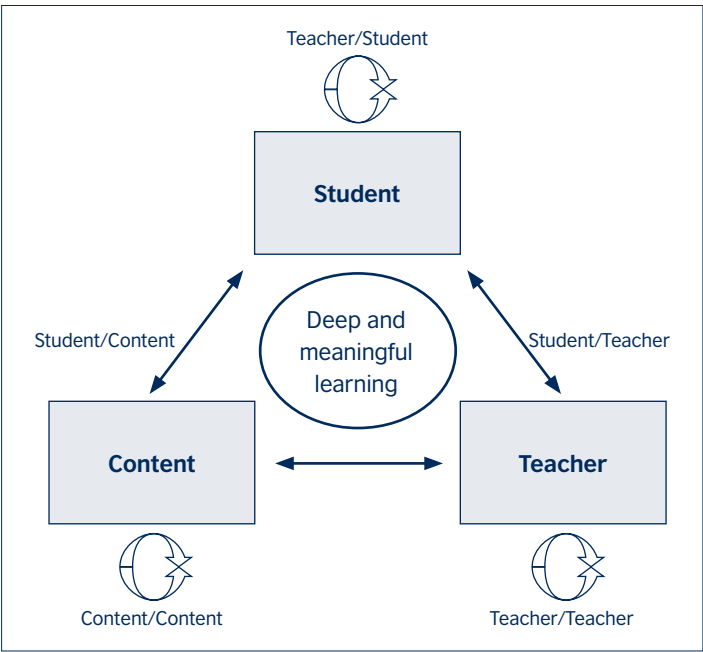 Teacher/Student
Student
Deep and
meaningful
learning
Student/Content
Student/Teacher
Content
Teacher
Content/Content
Teacher/Teacher